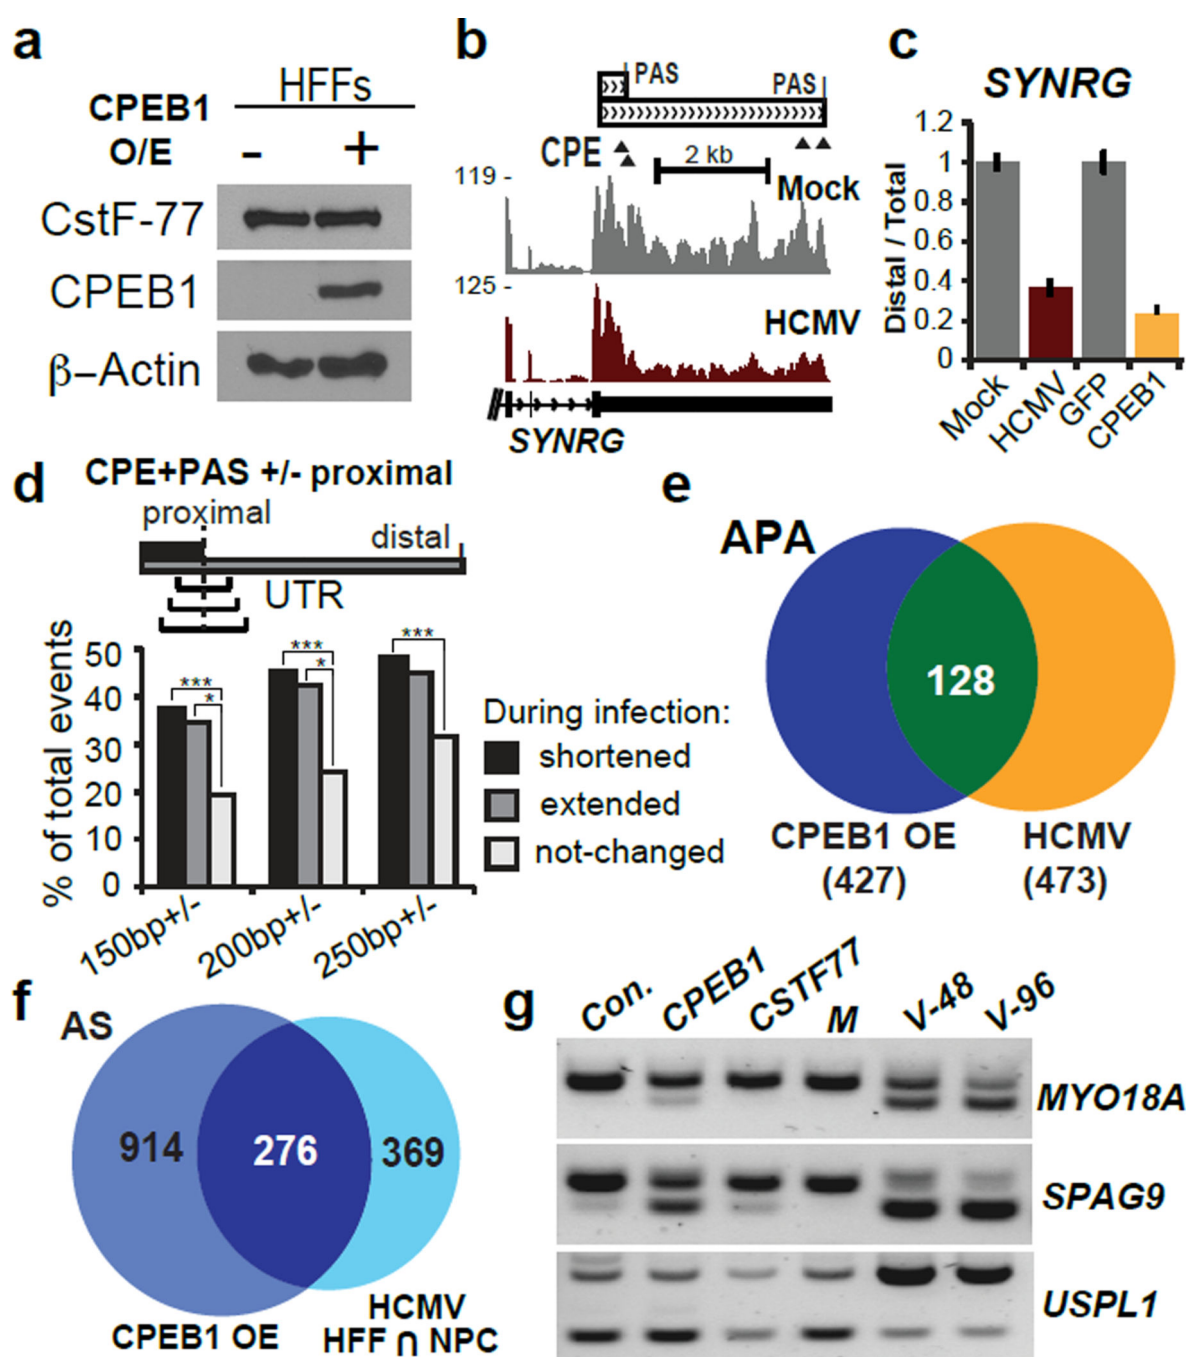 a
HFFs
CPEB1
O/E
- +
CstF-77
CPEB1
β–Actin
b
PAS
PAS
CPE
2 kb
Mock
119 -
125 -
HCMV
SYNRG
c
SYNRG
Distal / Total
1.2
1
0.8
0.6
0.4
0.2
0
Mock
HCMV
GFP
CPEB1
d
CPE+PAS +/- proximal
proximal
distal
UTR
% of total events
50
40
30
20
10
0
*** *
*** *
***
150bp+/-
200bp+/-
250bp+/-
During infection:
shortened
extended
not-changed
e
APA
128
CPEB1 OE
(427)
HCMV
(473)
f
AS
914
276
369
CPEB1 OE
HCMV
HFF ∩ NPC
g
Con. CPEB1 CSTF77 M V-48 V-96
MYO18A
SPAG9
USPL1